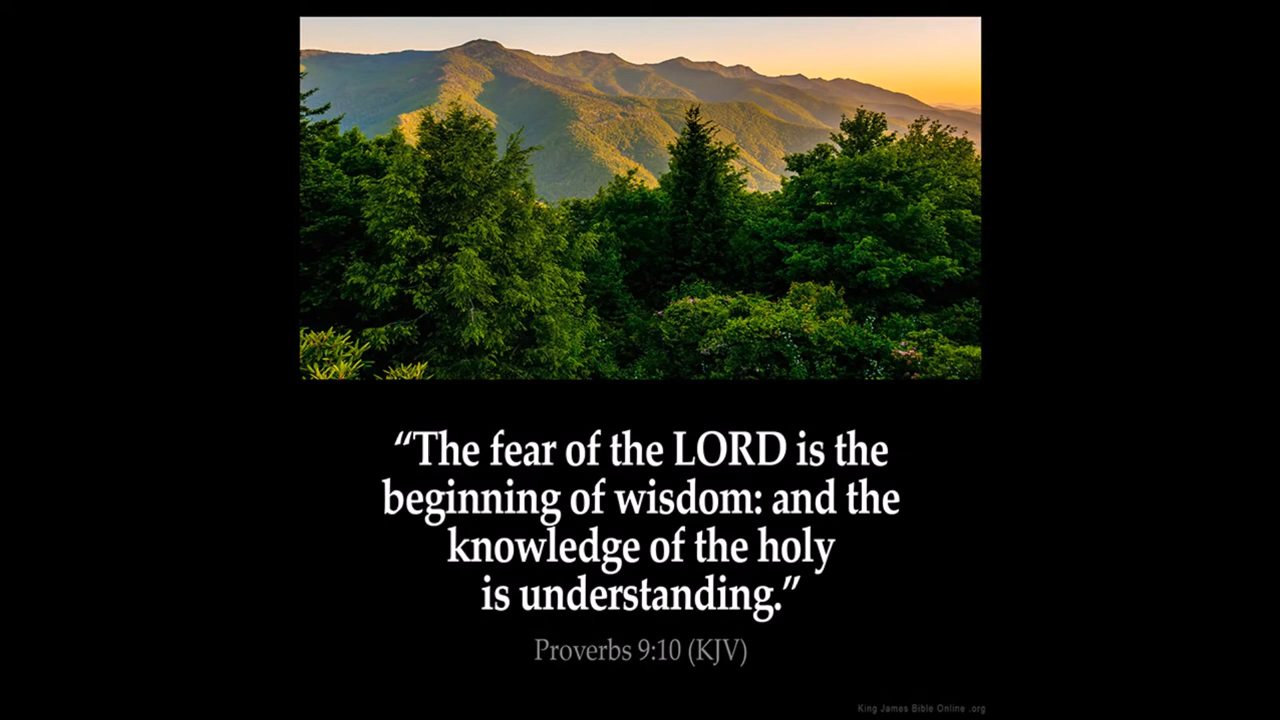 “The fear of the LORD is the
beginning of wisdom: and the
knowledge of the holy
is understanding.”
Proverbs 9:10 (KJV)
King James Bible Online .org